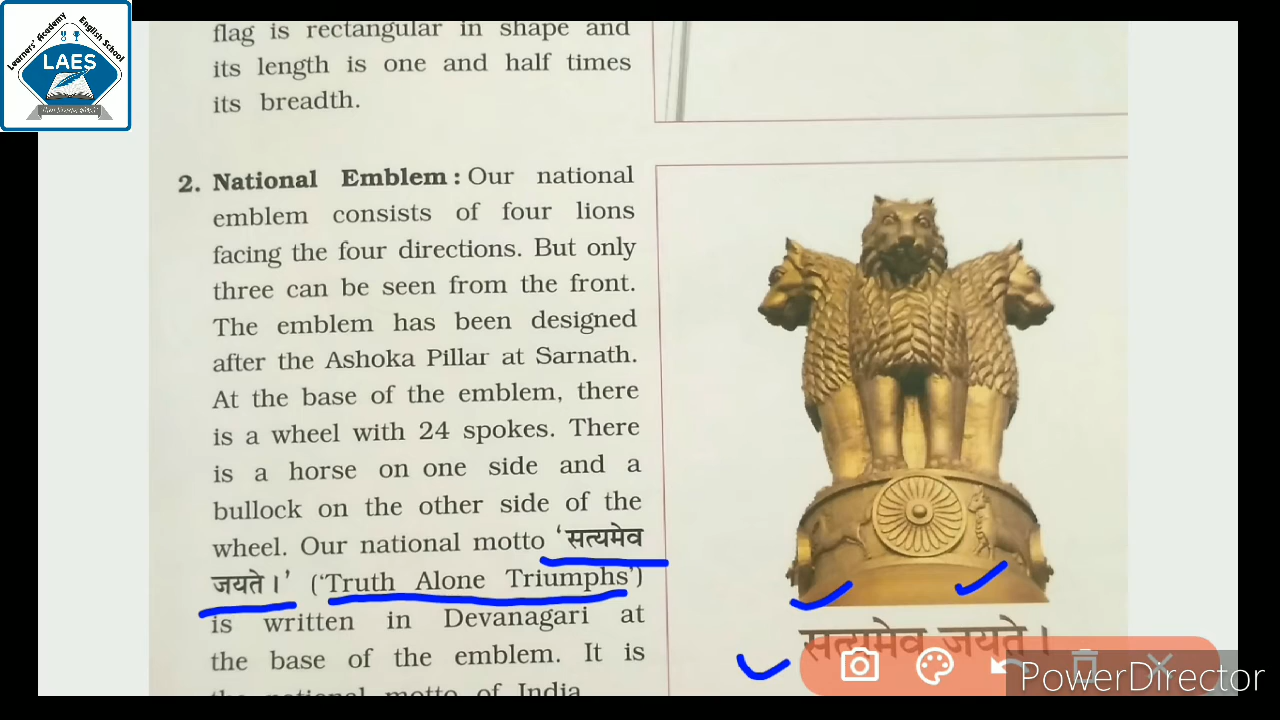 Learners' Academy English School
LAES
flag is rectangular in shape and
its length is one and half times
its breadth.
2. National Emblem : Our national
emblem consists of four lions
facing the four directions. But only
three can be seen from the front.
The emblem has been designed
after the Ashoka Pillar at Sarnath.
At the base of the emblem, there
is a wheel with 24 spokes. There
is a horse on one side and a
bullock on the other side of the
wheel. Our national motto ‘सत्यमेव
जयते।’ (‘Truth Alone Triumphs’)
is written in Devanagari at
the base of the emblem. It is
the national motto of India
सत्यमेव जयते।
PowerDirector